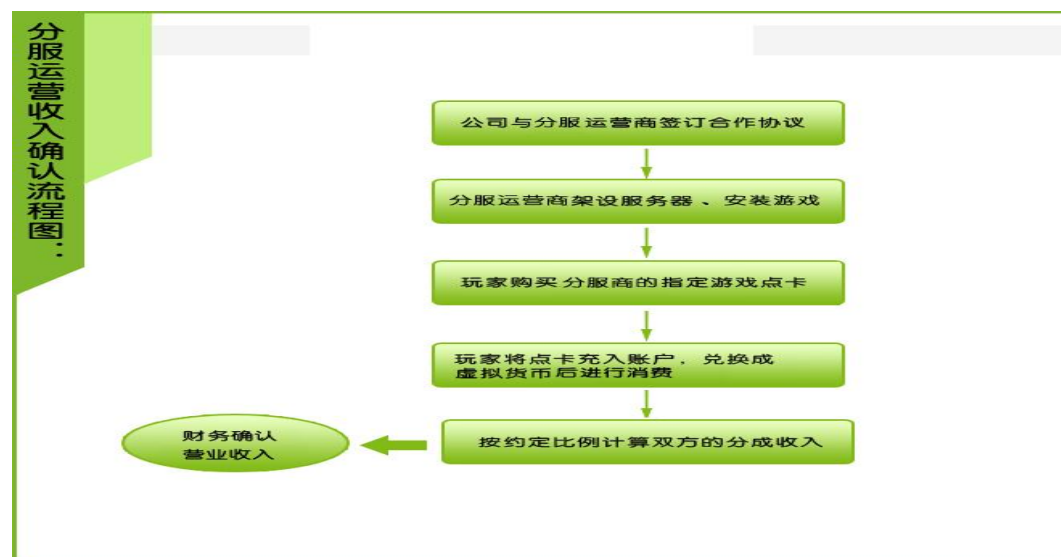 分服运营收入确认流程图：
公司与分服运营商签订合作协议
分服运营商架设服务器、安装游戏
玩家购买分服商的指定游戏点卡
玩家将点卡充入账户，兑换成
虚拟货币后进行消费
按约定比例计算双方的分成收入
财务确认
营业收入